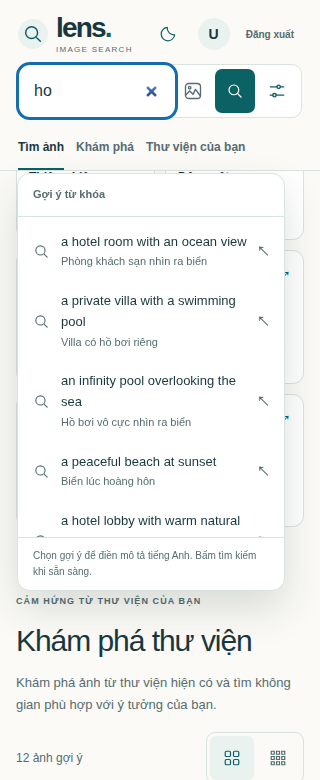 lens.
IMAGE SEARCH
U
Đăng xuất
ho
Tìm ảnh Khám phá Thư viện của bạn
Gợi ý từ khóa
a hotel room with an ocean view
Phòng khách sạn nhìn ra biển
a private villa with a swimming
pool
Villa có hồ bơi riêng
an infinity pool overlooking the
sea
Hồ bơi vô cực nhìn ra biển
a peaceful beach at sunset
Biển lúc hoàng hôn
a hotel lobby with warm natural
Chọn gợi ý để điền mô tả tiếng Anh. Bấm tìm kiếm
khi sẵn sàng.
CẢM HỨNG TỪ THƯ VIỆN CỦA BẠN
Khám phá thư viện
Khám phá ảnh từ thư viện hiện có và tìm không
gian phù hợp với ý tưởng của bạn.
12 ảnh gợi ý